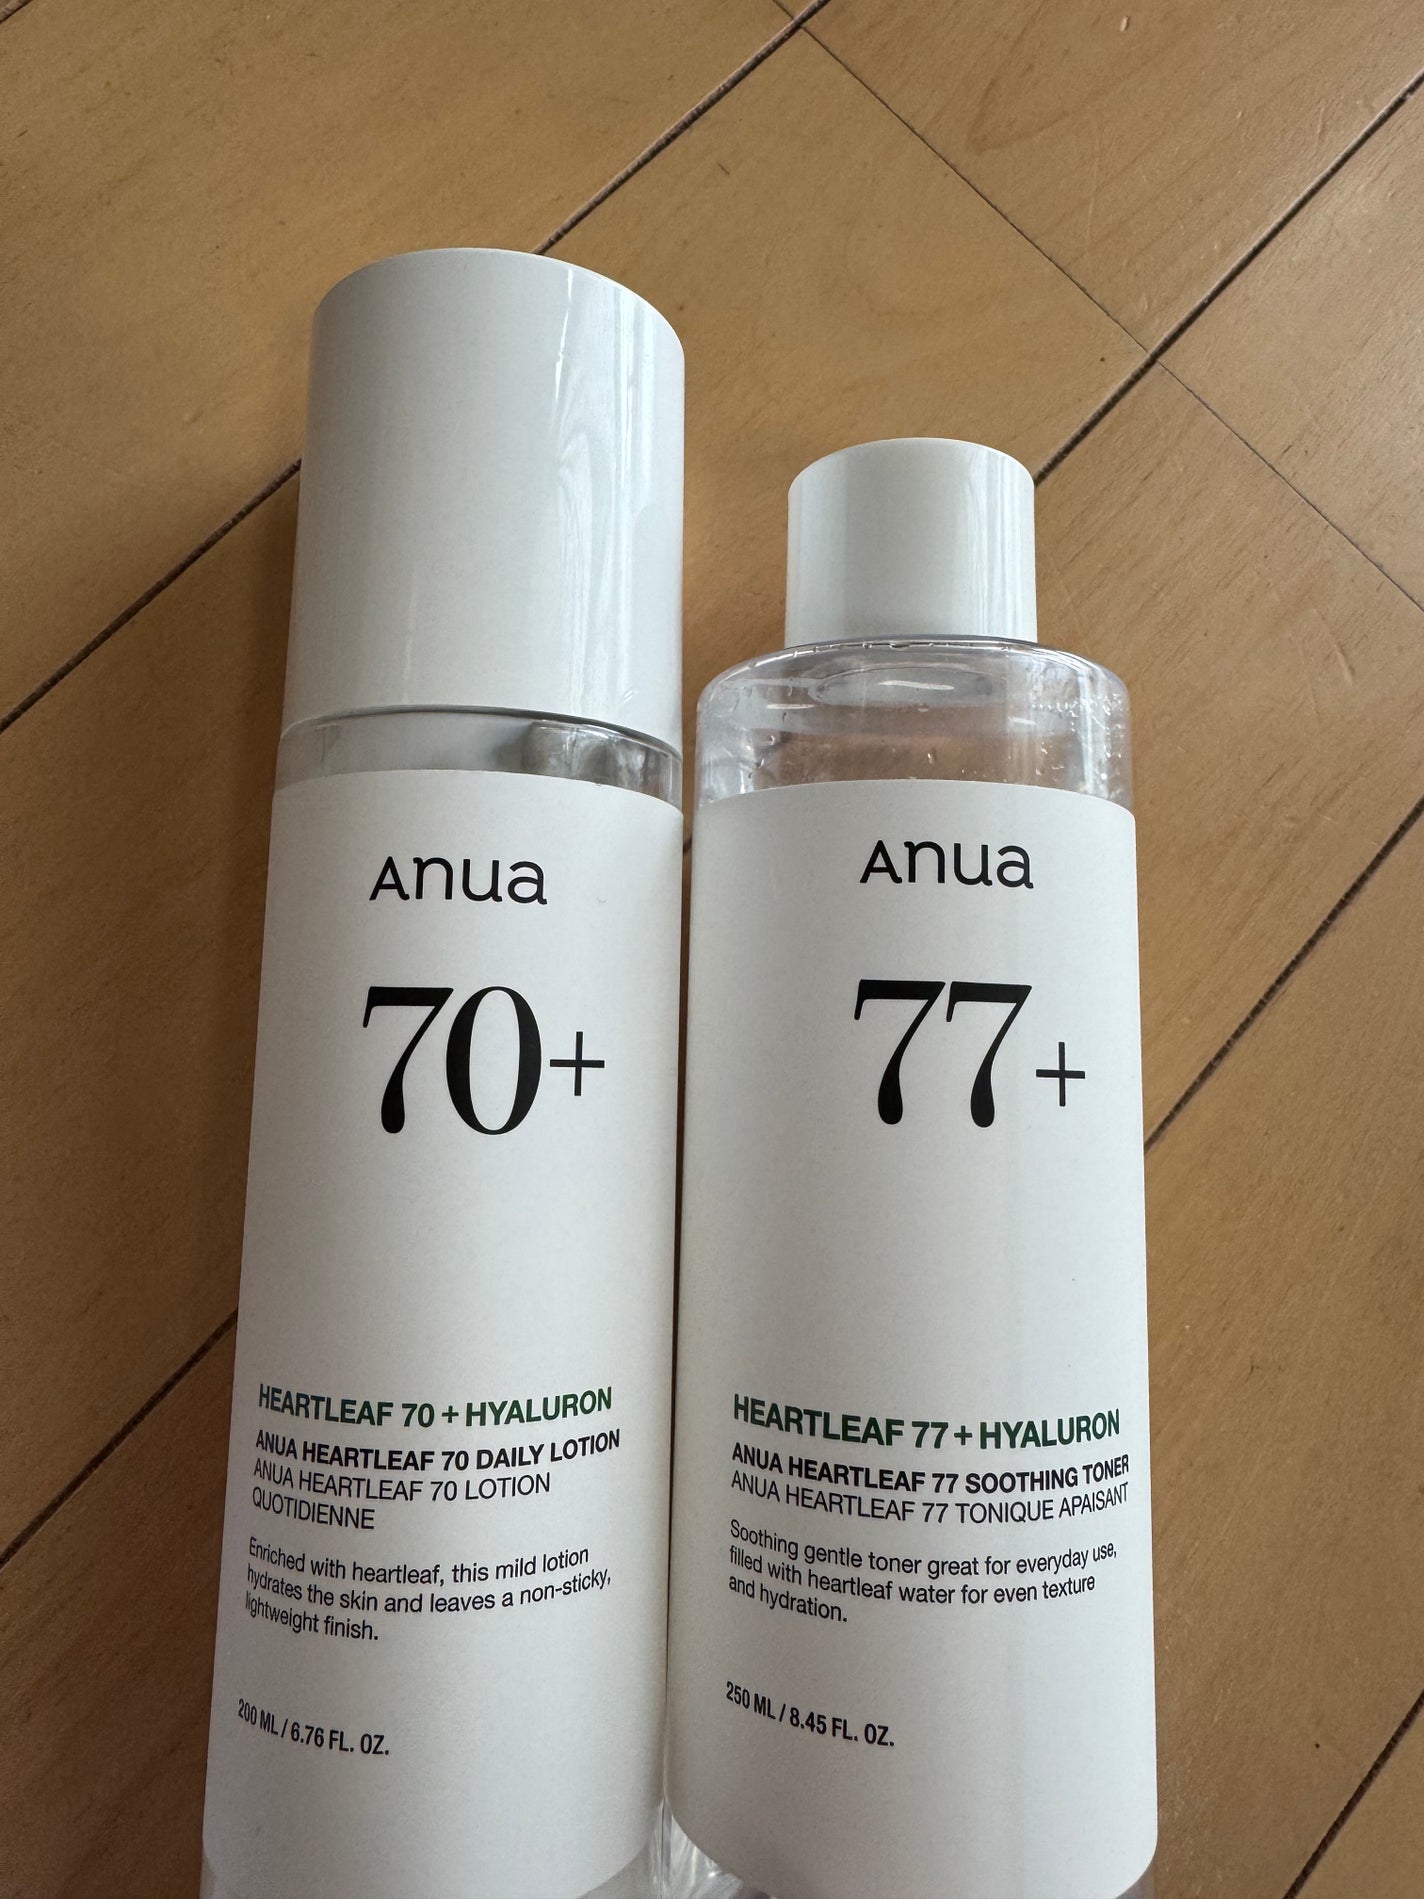 Anua
70+
HEARTLEAF 70 + HYALURON
ANUA HEARTLEAF 70 DAILY LOTION
ANUA HEARTLEAF 70 LOTION
QUOTIDIENNE
Enriched with heartleaf, this mild lotion
hydrates the skin and leaves a non-sticky,
lightweight finish.
200 ML / 6.76 FL. OZ.
Anua
77+
HEARTLEAF 77 + HYALURON
ANUA HEARTLEAF 77 SOOTHING TONER
ANUA HEARTLEAF 77 TONIQUE APAISANT
Soothing gentle toner great for everyday use,
filled with heartleaf water for even texture
and hydration.
250 ML / 8.45 FL. OZ.